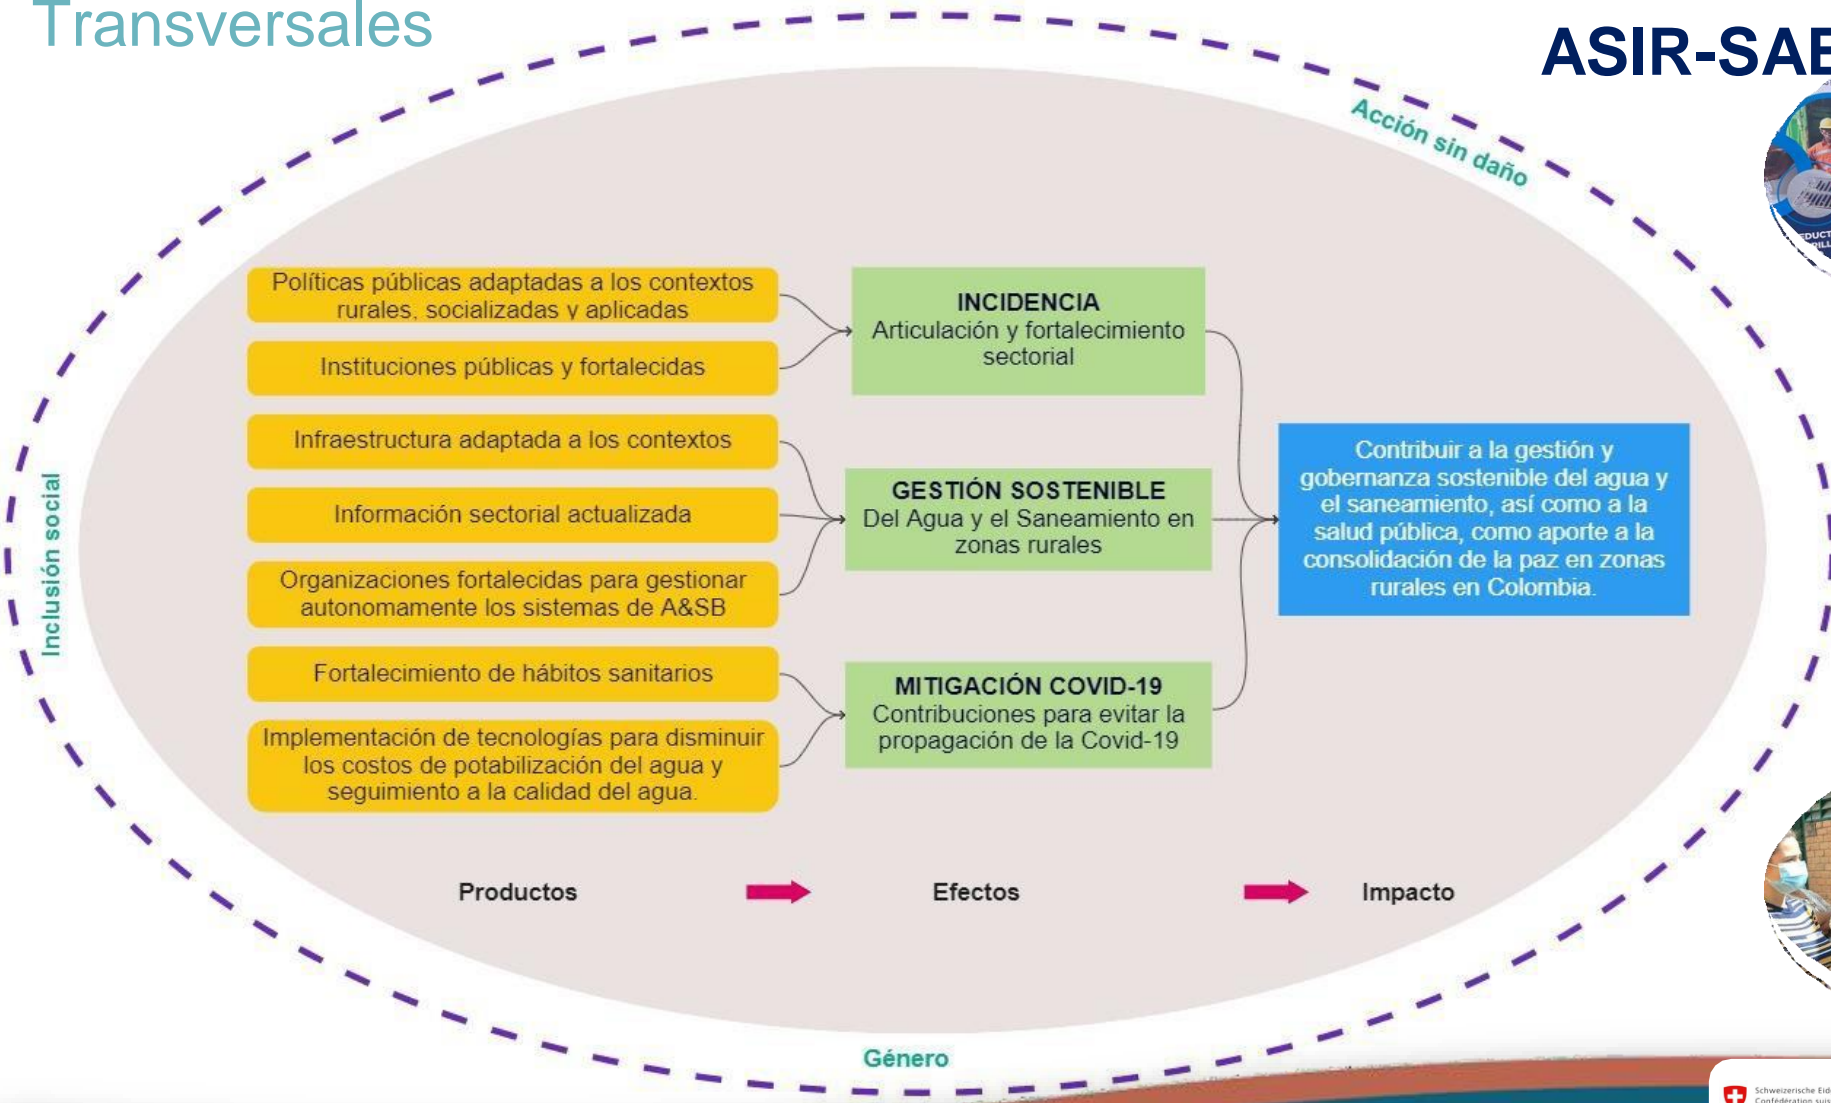 Transversales
ASIR-SAB
Acción sin daño
Inclusión social
Políticas públicas adaptadas a los contextos
rurales, socializadas y aplicadas
Instituciones públicas y fortalecidas
Infraestructura adaptada a los contextos
Información sectorial actualizada
Organizaciones fortalecidas para gestionar
autonomamente los sistemas de A&SB
Fortalecimiento de hábitos sanitarios
Implementación de tecnologías para disminuir
los costos de potabilización del agua y
seguimiento a la calidad del agua.
INCIDENCIA
Articulación y fortalecimiento
sectorial
GESTIÓN SOSTENIBLE
Del Agua y el Saneamiento en
zonas rurales
MITIGACIÓN COVID-19
Contribuciones para evitar la
propagación de la Covid-19
Contribuir a la gestión y
gobernanza sostenible del agua y
el saneamiento, así como a la
salud pública, como aporte a la
consolidación de la paz en zonas
rurales en Colombia.
Productos
Efectos
Impacto
Género
Schweizerische
Confédération